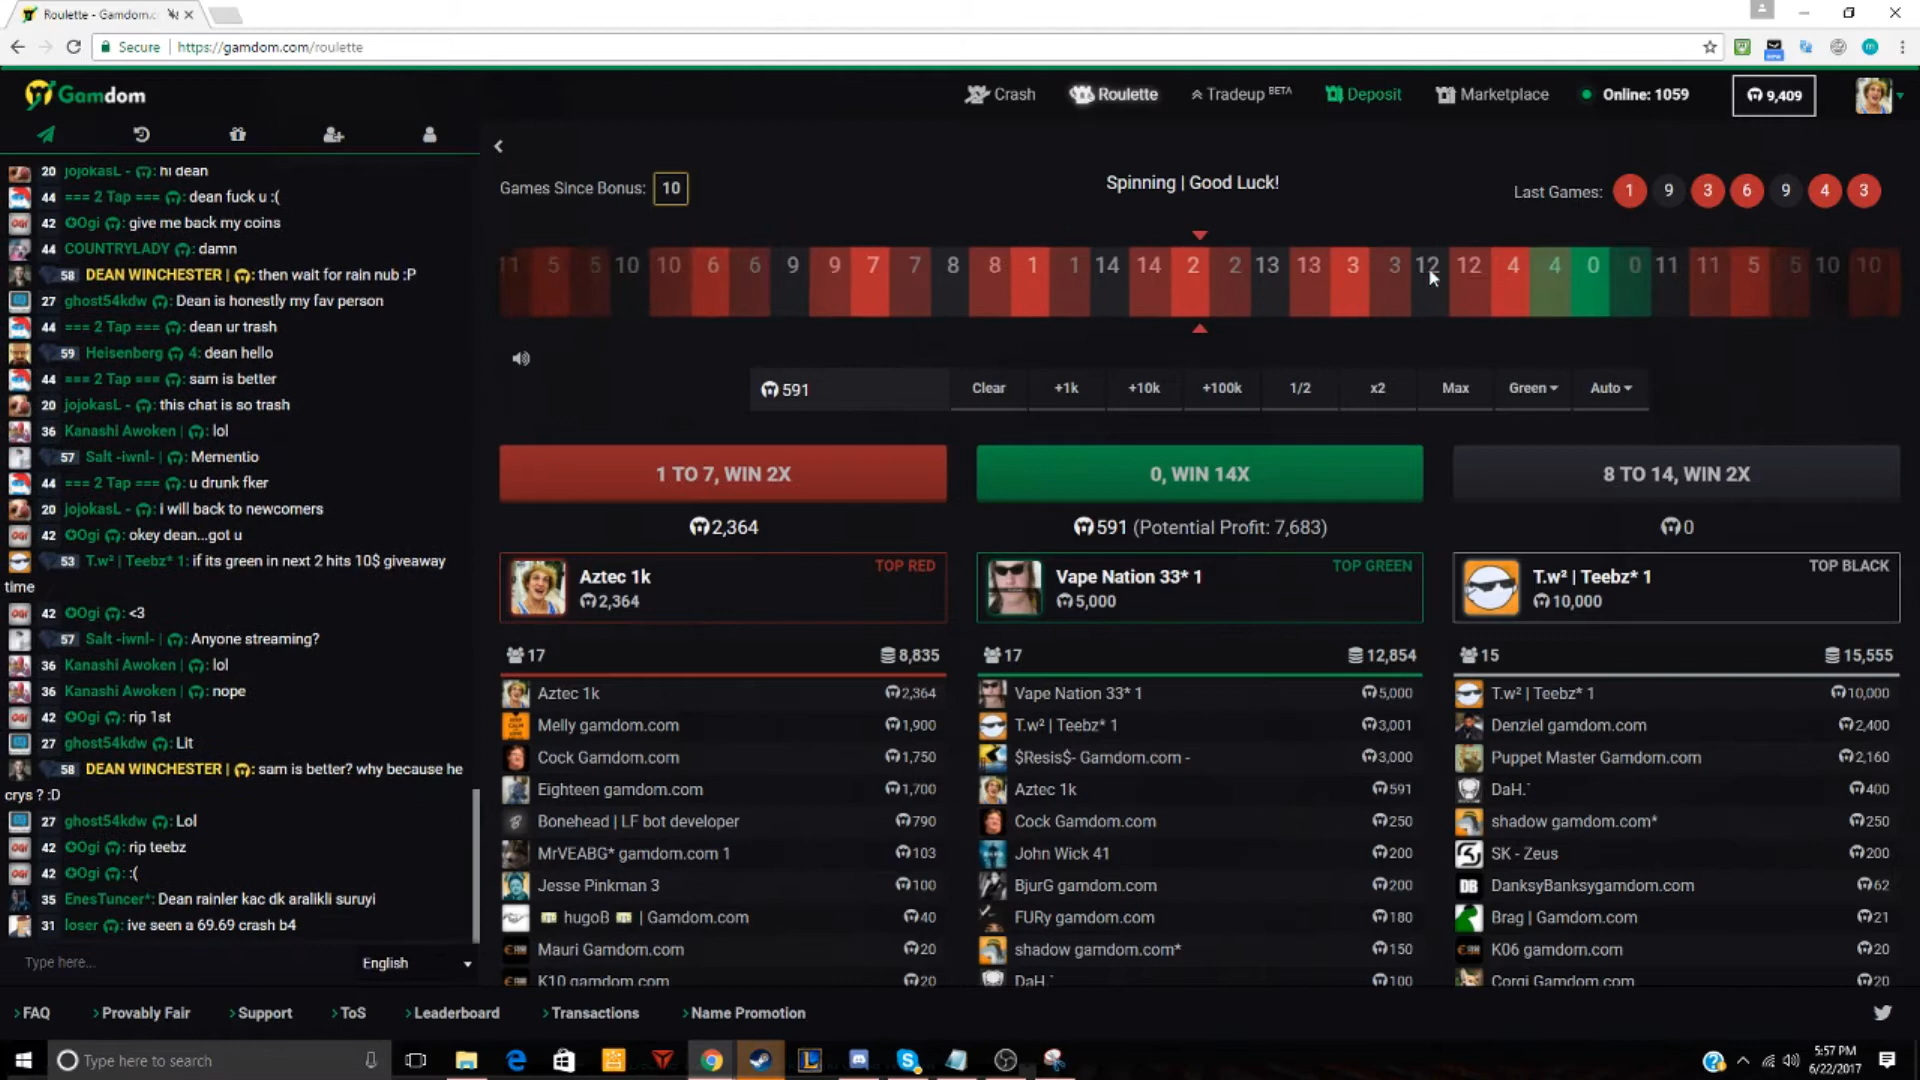 Roulette - Gamdom.c
Secure | https://gamdom.com/roulette
Gamdom
Crash
Roulette
Tradeup BETA
Deposit
Marketplace
Online: 1059
9,409
20 jojokasL - : hi dean
44 === 2 Tap === : dean fuck u :(
42 ✪Ogi : give me back my coins
44 COUNTRYLADY : damn
58 DEAN WINCHESTER | : then wait for rain nub :P
27 ghost54kdw : Dean is honestly my fav person
44 === 2 Tap === : dean ur trash
59 Heisenberg 4: dean hello
44 === 2 Tap === : sam is better
20 jojokasL - : this chat is so trash
36 Kanashi Awoken | : lol
57 Salt -iwnl- | : Mementio
44 === 2 Tap === : u drunk fker
20 jojokasL - : i will back to newcomers
42 ✪Ogi : okey dean...got u
53 T.w² | Teebz* 1: if its green in next 2 hits 10$ giveaway
time
42 ✪Ogi : <3
57 Salt -iwnl- | : Anyone streaming?
36 Kanashi Awoken | : lol
36 Kanashi Awoken | : nope
42 ✪Ogi : rip 1st
27 ghost54kdw : Lit
58 DEAN WINCHESTER | : sam is better? why because he
crys ? :D
27 ghost54kdw : Lol
42 ✪Ogi : rip teebz
42 ✪Ogi : :(
35 EnesTuncer*: Dean rainler kac dk aralikli suruyi
31 loser : ive seen a 69.69 crash b4
Type here...
English
Games Since Bonus: 10
Spinning | Good Luck!
Last Games: 1 9 3 6 9 4 3
11 5 5 10 10 6 6 9 9 7 7 8 8 1 1 14 14 2 2 13 13 3 3 12 12 4 4 0 0 11 11 5 5 10 10
591
Clear
+1k
+10k
+100k
1/2
x2
Max
Green
Auto
1 TO 7, WIN 2X
2,364
Aztec 1k
TOP RED
2,364
17 8,835
Aztec 1k 2,364
Melly gamdom.com 1,900
Cock Gamdom.com 1,750
Eighteen gamdom.com 1,700
Bonehead | LF bot developer 790
MrVEABG* gamdom.com 1 103
Jesse Pinkman 3 100
hugoB | Gamdom.com 40
Mauri Gamdom.com 20
K10 gamdom.com 20
0, WIN 14X
591 (Potential Profit: 7,683)
Vape Nation 33* 1
TOP GREEN
5,000
17 12,854
Vape Nation 33* 1 5,000
T.w² | Teebz* 1 3,001
$Resis$- Gamdom.com - 3,000
Aztec 1k 591
Cock Gamdom.com 250
John Wick 41 200
BjurG gamdom.com 200
FURy gamdom.com 180
shadow gamdom.com* 150
DaH.` 100
8 TO 14, WIN 2X
0
T.w² | Teebz* 1
TOP BLACK
10,000
15 15,555
T.w² | Teebz* 1 10,000
Denziel gamdom.com 2,400
Puppet Master Gamdom.com 2,160
DaH.` 400
shadow gamdom.com* 250
SK - Zeus 200
DanksyBanksygamdom.com 62
Brag | Gamdom.com 21
K06 gamdom.com 20
Corgi Gamdom.com 20
FAQ
Provably Fair
Support
ToS
Leaderboard
Transactions
Name Promotion
Type here to search
5:57 PM
6/22/2017